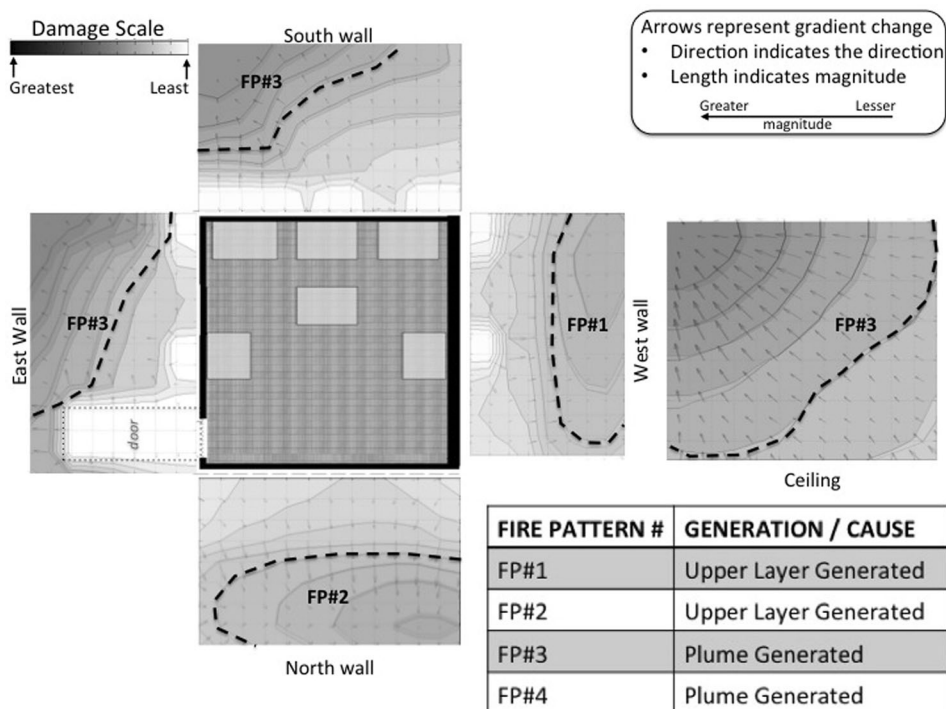 Damage Scale
Greatest
Least
South wall
FP#3
Arrows represent gradient change
• Direction indicates the direction
• Length indicates magnitude
Greater
Lesser
magnitude
East Wall
FP#3
door
FP#1
West wall
FP#3
Ceiling
FP#2
North wall
FIRE PATTERN # GENERATION / CAUSE
FP#1 Upper Layer Generated
FP#2 Upper Layer Generated
FP#3 Plume Generated
FP#4 Plume Generated